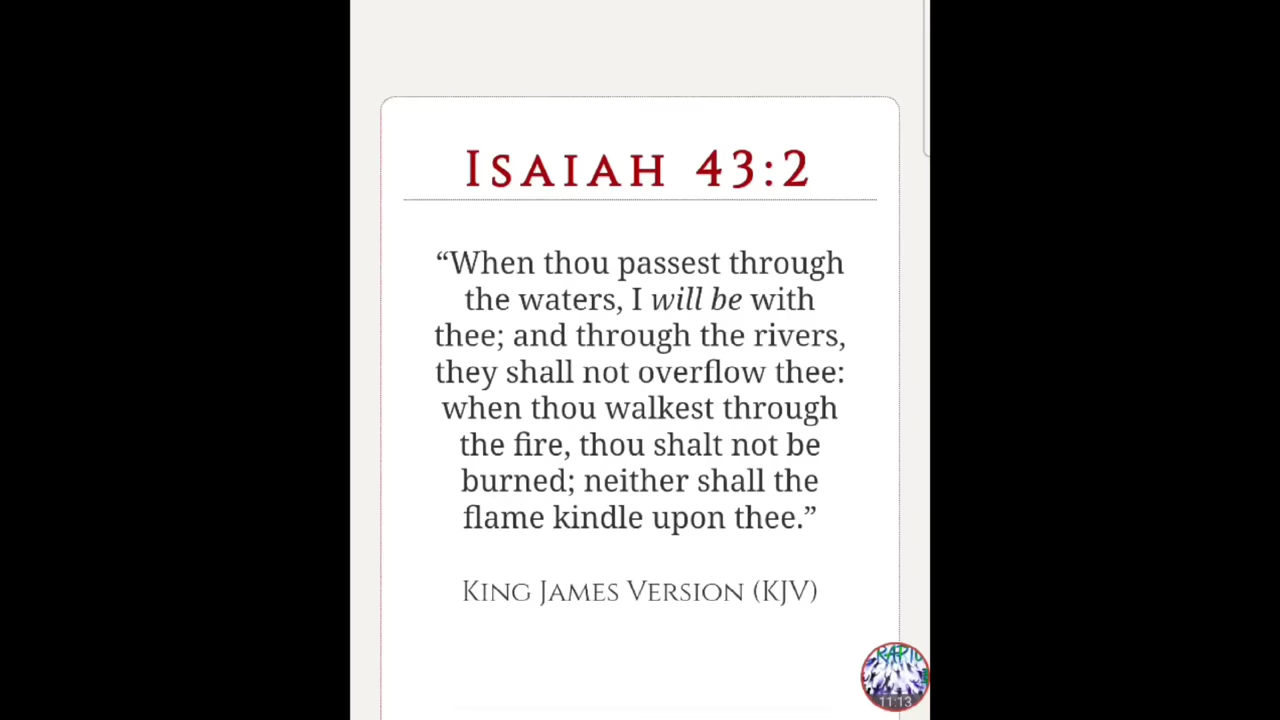 Isaiah 43:2
“When thou passest through
the waters, I will be with
thee; and through the rivers,
they shall not overflow thee:
when thou walkest through
the fire, thou shalt not be
burned; neither shall the
flame kindle upon thee.”
King James Version (KJV)
11:13